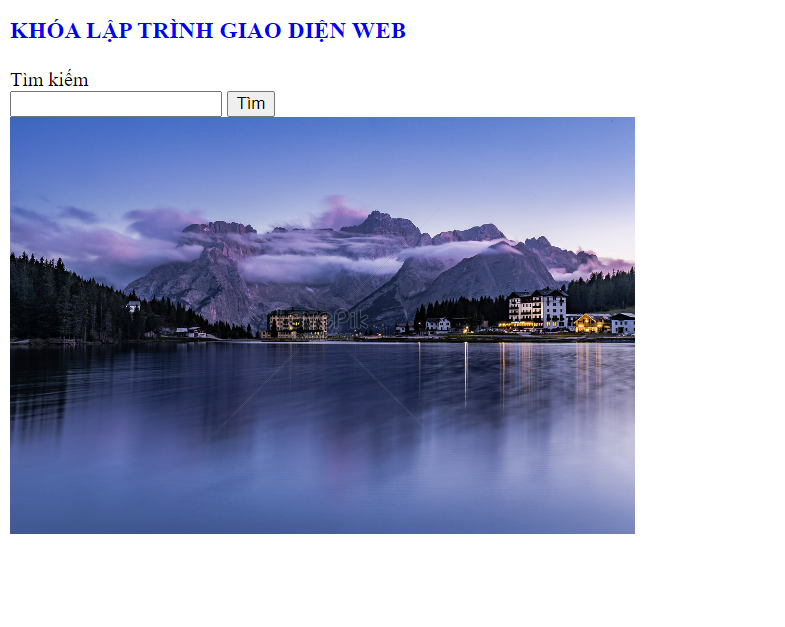 KHÓA LẬP TRÌNH GIAO DIỆN WEB
Tìm kiếm
Tìm